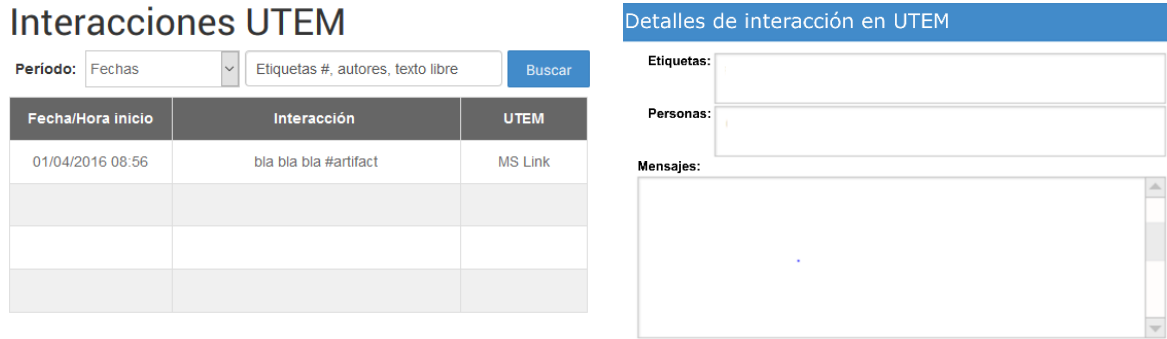 Interacciones UTEM
Período: Fechas Etiquetas #, autores, texto libre Buscar
Fecha/Hora inicio Interacción UTEM
01/04/2016 08:56 bla bla bla #artifact MS Link
Detalles de interacción en UTEM
Etiquetas:
Personas:
Mensajes: